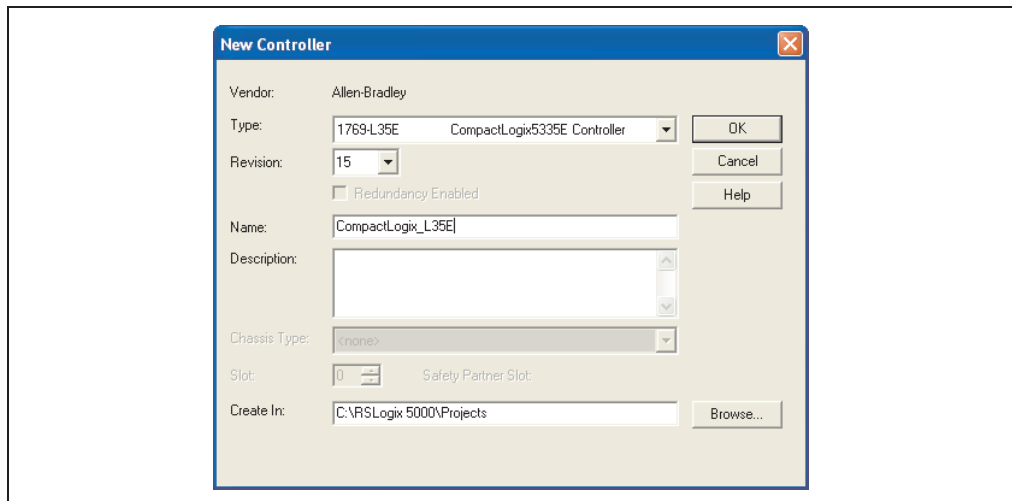 New Controller
Vendor: Allen-Bradley
Type: 1769-L35E CompactLogix5335E Controller OK
Revision: 15 Cancel
Redundancy Enabled Help
Name: CompactLogix_L35E
Description:
Chassis Type: <none>
Slot: 0 Safety Partner Slot:
Create In: C:\RSLogix 5000\Projects Browse...